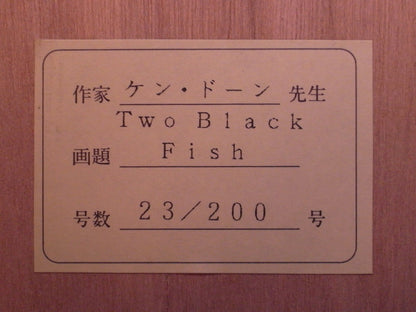 作家 ケン・ドーン 先生
Two Black
画題 Fish
号数 23／200 号